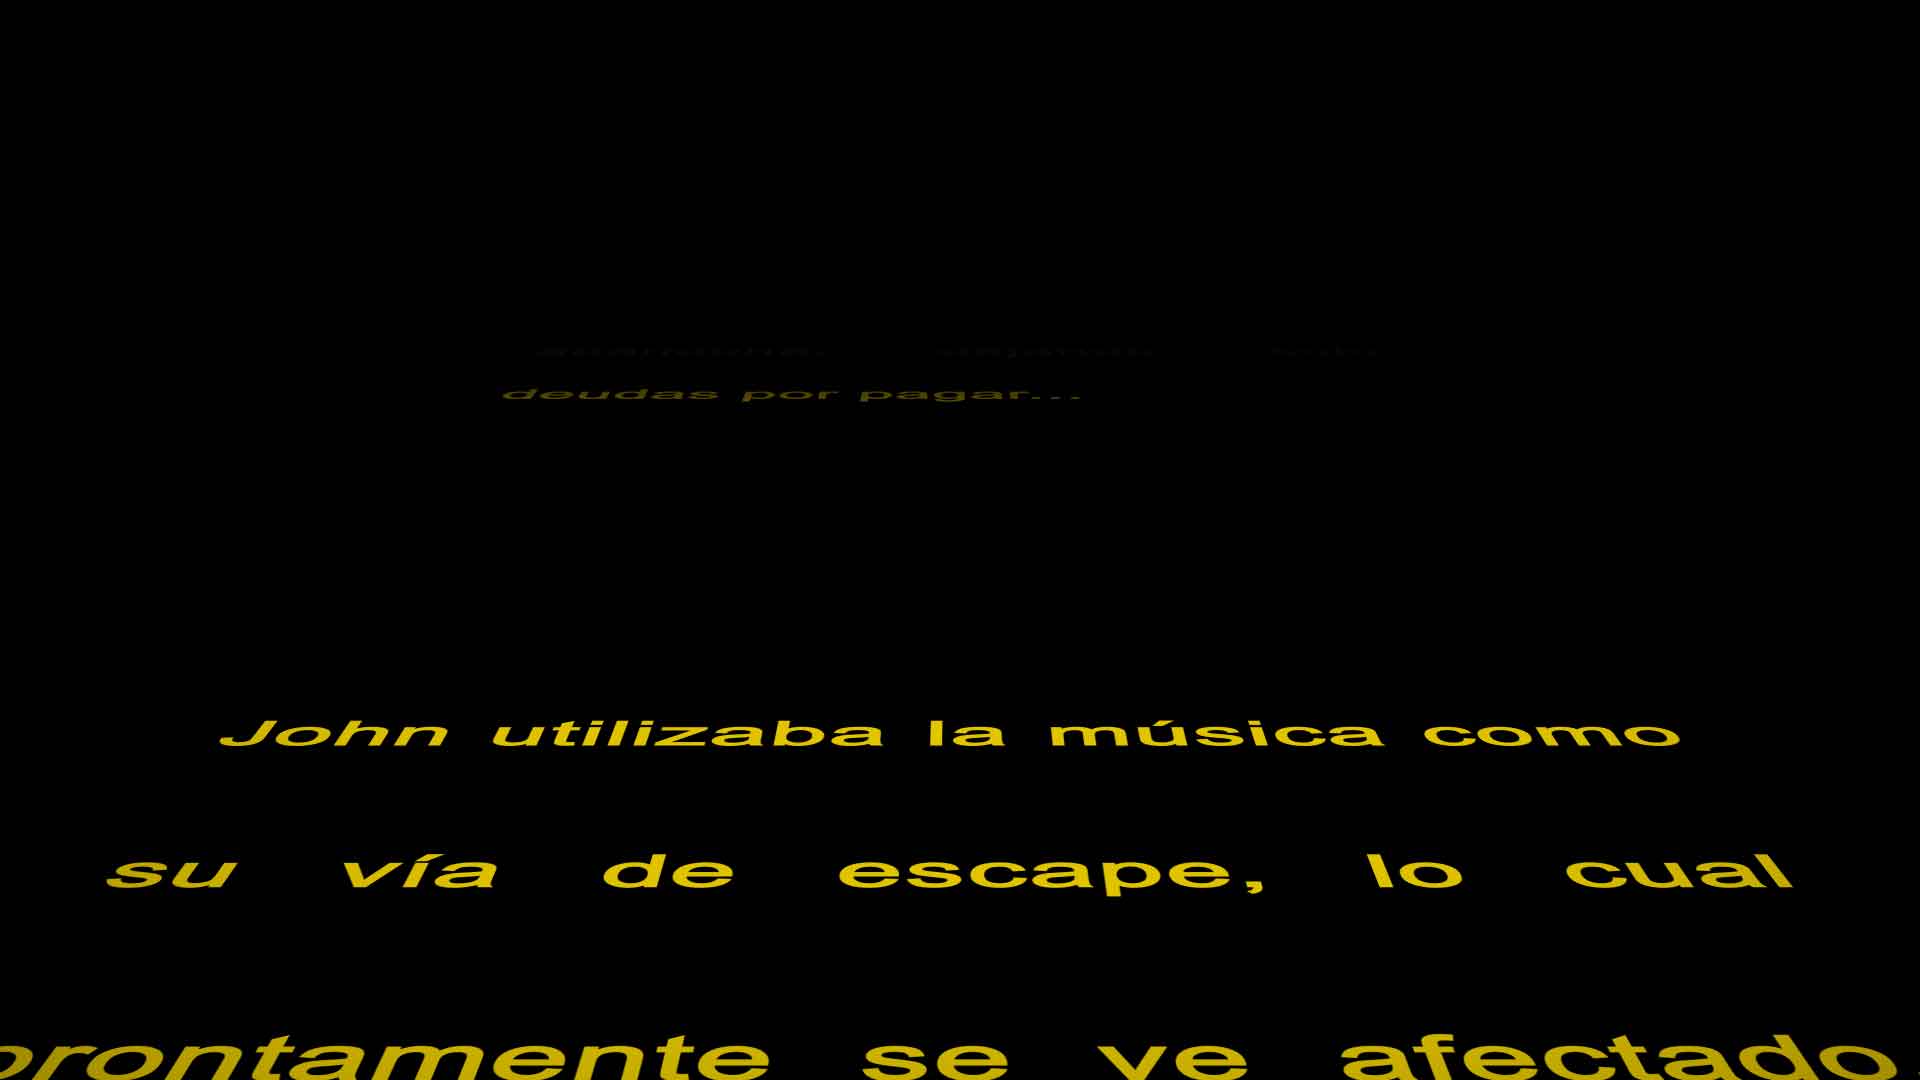 deudas por pagar...
John utilizaba la música como
su vía de escape, lo cual
prontamente se ve afectado